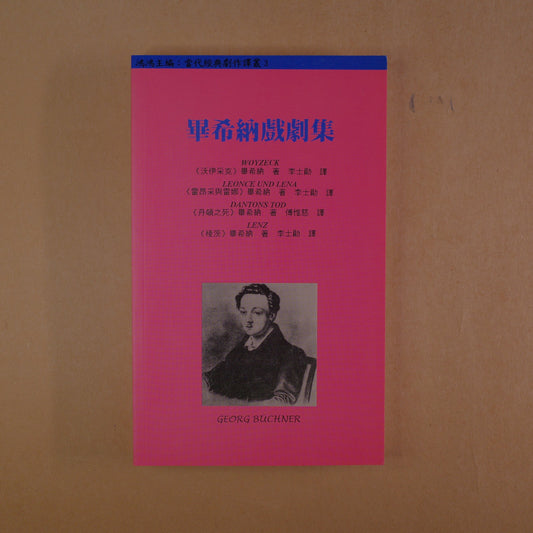 鴻鴻主編：當代經典劇作譯叢3
畢希納戲劇集
WOYZECK
《沃伊采克》畢希納 著 李士勛 譯
LEONCE UND LENA
《雷昂采與雷娜》畢希納 著 李士勛 譯
DANTONS TOD
《丹頓之死》畢希納 著 傅惟慈 譯
LENZ
《棱茨》畢希納 著 李士勛 譯
GEORG BUCHNER